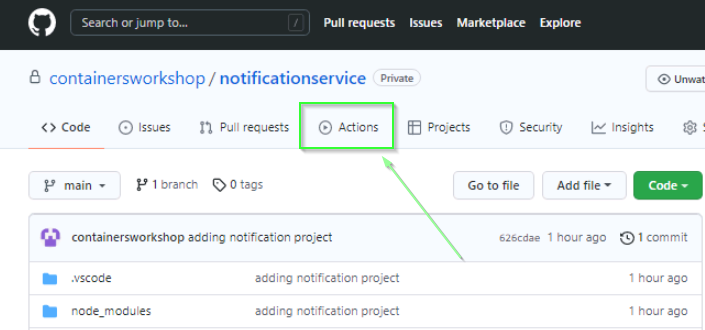 Search or jump to... / Pull requests Issues Marketplace Explore
containersworkshop / notificationservice Private Unwat
<> Code Issues Pull requests Actions Projects Security Insights S
main 1 branch 0 tags Go to file Add file Code
containersworkshop adding notification project 626cdae 1 hour ago 1 commit
.vscode adding notification project 1 hour ago
node_modules adding notification project 1 hour ago